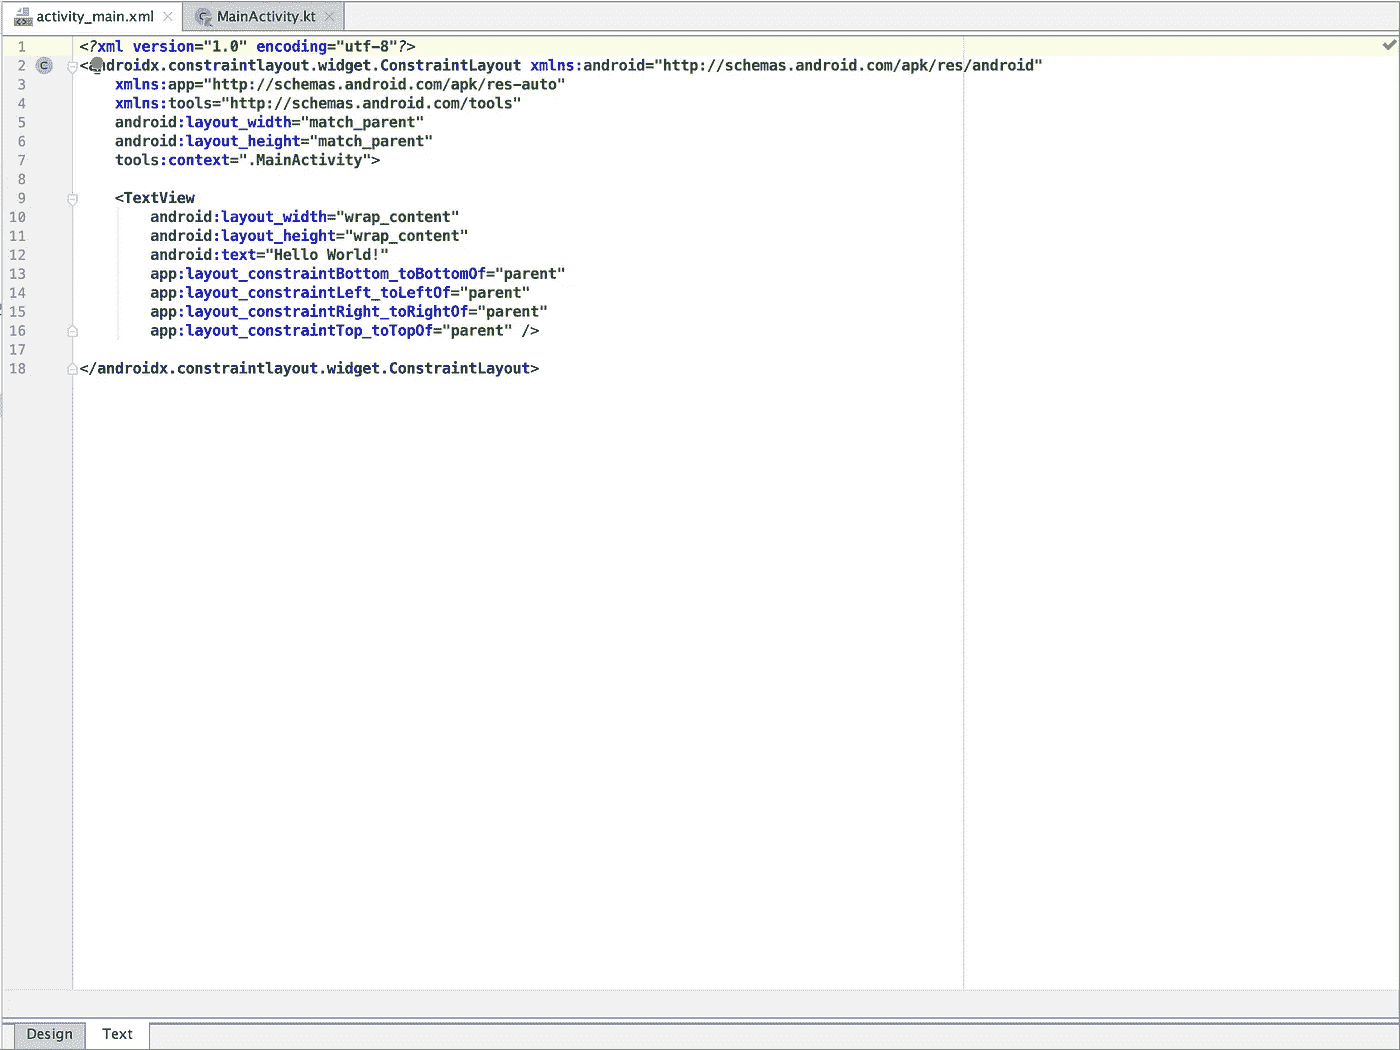 activity_main.xml MainActivity.kt
1 <?xml version="1.0" encoding="utf-8"?>
2 C <androidx.constraintlayout.widget.ConstraintLayout xmlns:android="http://schemas.android.com/apk/res/android"
3 xmlns:app="http://schemas.android.com/apk/res-auto"
4 xmlns:tools="http://schemas.android.com/tools"
5 android:layout_width="match_parent"
6 android:layout_height="match_parent"
7 tools:context=".MainActivity">
8
9 <TextView
10 android:layout_width="wrap_content"
11 android:layout_height="wrap_content"
12 android:text="Hello World!"
13 app:layout_constraintBottom_toBottomOf="parent"
14 app:layout_constraintLeft_toLeftOf="parent"
15 app:layout_constraintRight_toRightOf="parent"
16 app:layout_constraintTop_toTopOf="parent" />
17
18 </androidx.constraintlayout.widget.ConstraintLayout>
Design Text